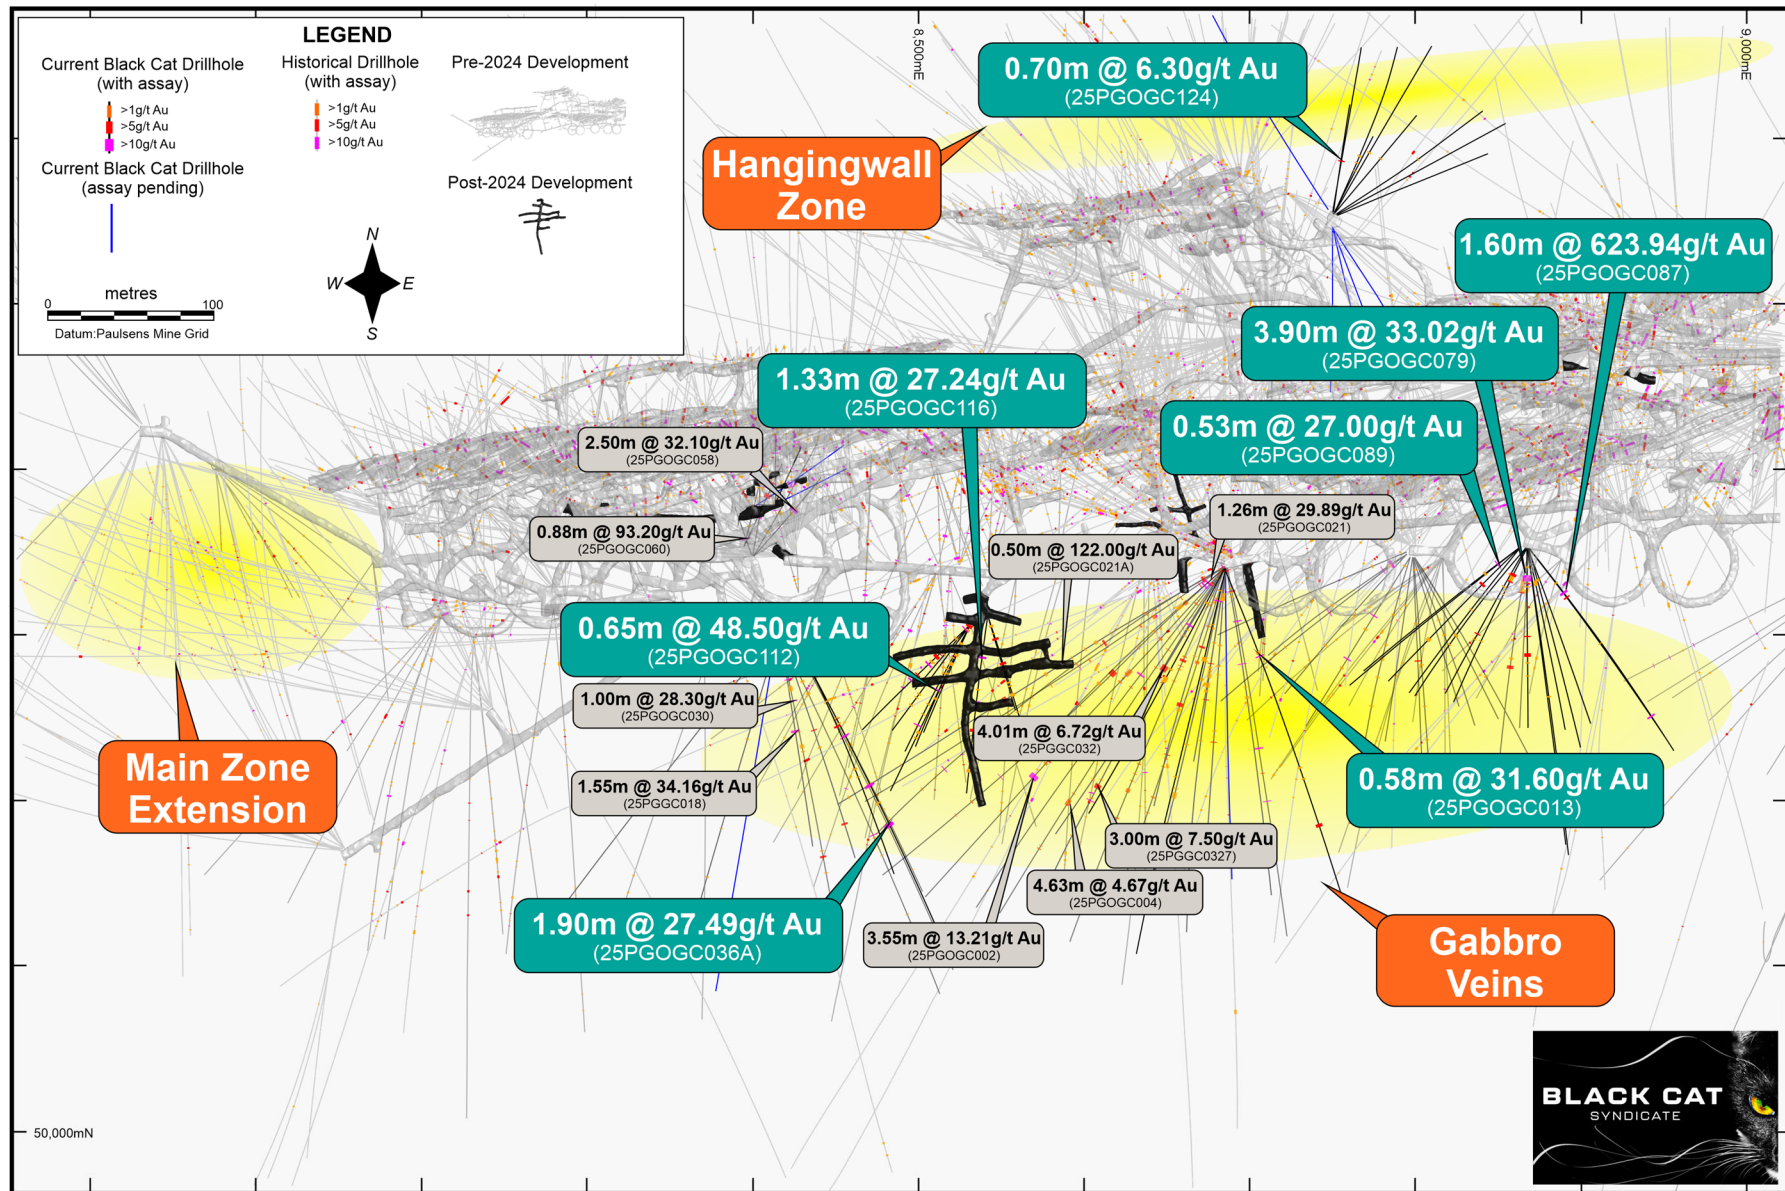 LEGEND
Current Black Cat Drillhole
(with assay)
>1g/t Au
>5g/t Au
>10g/t Au
Current Black Cat Drillhole
(assay pending)
Historical Drillhole
(with assay)
>1g/t Au
>5g/t Au
>10g/t Au
Pre-2024 Development
Post-2024 Development
N
W
E
S
metres
0
100
Datum:Paulsens Mine Grid
8,500mE
9,000mE
0.70m @ 6.30g/t Au
(25PGOGC124)
Hangingwall
Zone
1.60m @ 623.94g/t Au
(25PGOGC087)
3.90m @ 33.02g/t Au
(25PGOGC079)
1.33m @ 27.24g/t Au
(25PGOGC116)
0.53m @ 27.00g/t Au
(25PGOGC089)
2.50m @ 32.10g/t Au
(25PGOGC058)
1.26m @ 29.89g/t Au
(25PGOGC021)
0.88m @ 93.20g/t Au
(25PGOGC060)
0.50m @ 122.00g/t Au
(25PGOGC021A)
0.65m @ 48.50g/t Au
(25PGOGC112)
1.00m @ 28.30g/t Au
(25PGOGC030)
4.01m @ 6.72g/t Au
(25PGGC032)
Main Zone
Extension
1.55m @ 34.16g/t Au
(25PGGC018)
0.58m @ 31.60g/t Au
(25PGOGC013)
3.00m @ 7.50g/t Au
(25PGGC0327)
4.63m @ 4.67g/t Au
(25PGOGC004)
1.90m @ 27.49g/t Au
(25PGOGC036A)
3.55m @ 13.21g/t Au
(25PGOGC002)
Gabbro
Veins
BLACK CAT
SYNDICATE
50,000mN